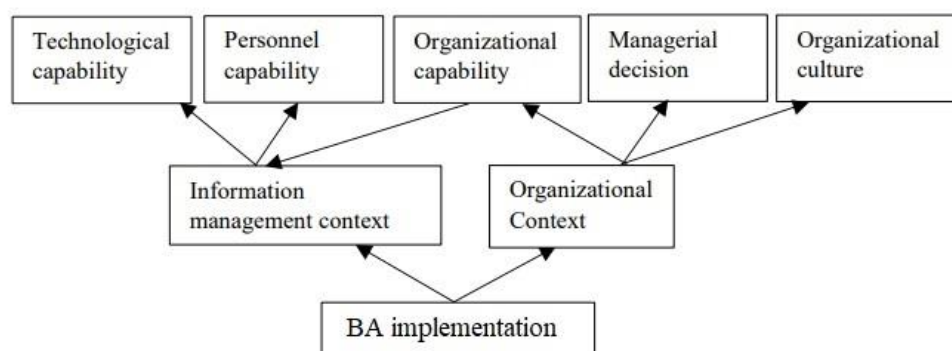 Technological
capability
Personnel
capability
Organizational
capability
Managerial
decision
Organizational
culture
Information
management context
Organizational
Context
BA implementation